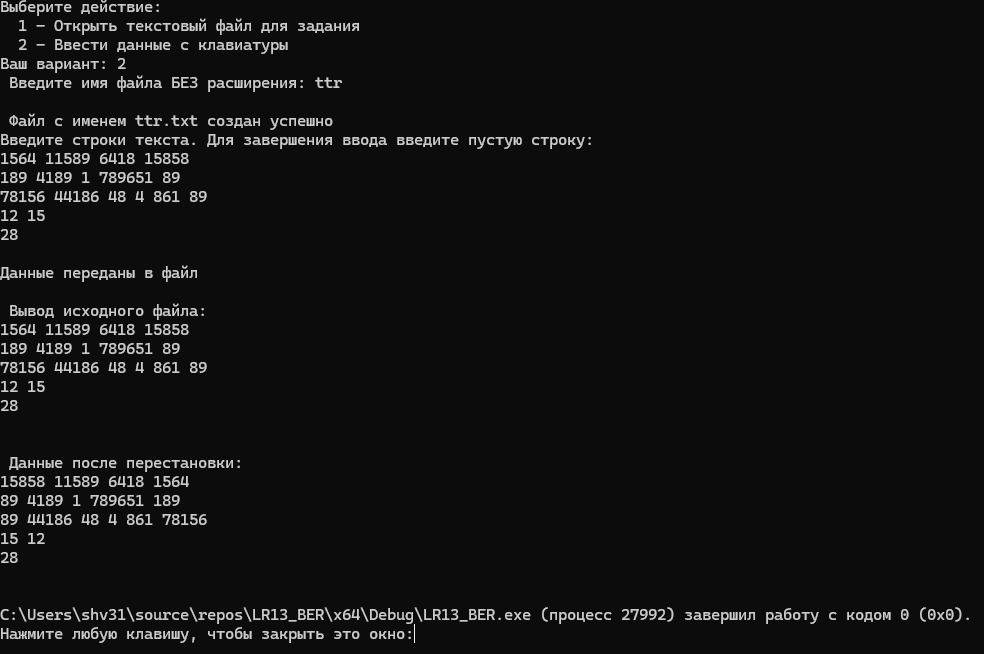 Выберите действие:
  1 – Открыть текстовый файл для задания
  2 – Ввести данные с клавиатуры
Ваш вариант: 2
 Введите имя файла БЕЗ расширения: ttr

 Файл с именем ttr.txt создан успешно
Введите строки текста. Для завершения ввода введите пустую строку:
1564 11589 6418 15858
189 4189 1 789651 89
78156 44186 48 4 861 89
12 15
28

Данные переданы в файл

 Вывод исходного файла:
1564 11589 6418 15858
189 4189 1 789651 89
78156 44186 48 4 861 89
12 15
28


 Данные после перестановки:
15858 11589 6418 1564
89 4189 1 789651 189
89 44186 48 4 861 78156
15 12
28


C:\Users\shv31\source\repos\LR13_BER\x64\Debug\LR13_BER.exe (процесс 27992) завершил работу с кодом 0 (0x0).
Нажмите любую клавишу, чтобы закрыть это окно: